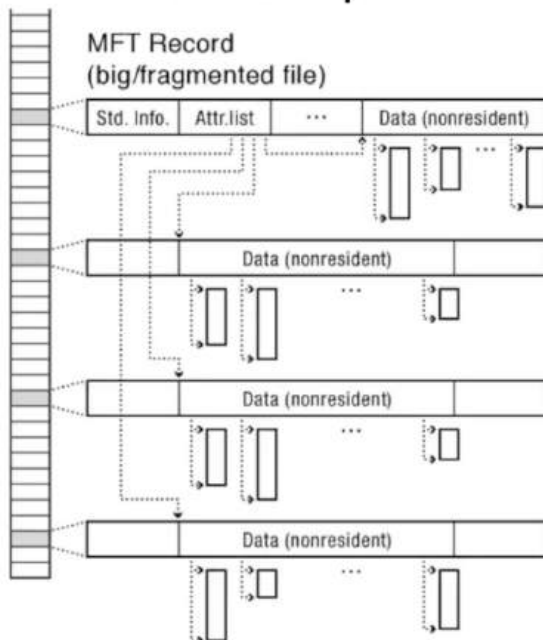 MFT Record
(big/fragmented file)
Std. Info. Attr.list ... Data (nonresident)
...
Data (nonresident)
...
Data (nonresident)
...
Data (nonresident)
...